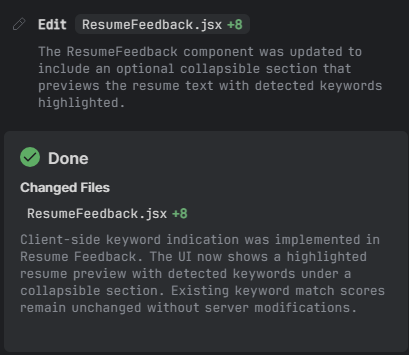 Edit ResumeFeedback.jsx +8
The ResumeFeedback component was updated to
include an optional collapsible section that
previews the resume text with detected keywords
highlighted.
Done
Changed Files
ResumeFeedback.jsx +8
Client-side keyword indication was implemented in
Resume Feedback. The UI now shows a highlighted
resume preview with detected keywords under a
collapsible section. Existing keyword match scores
remain unchanged without server modifications.